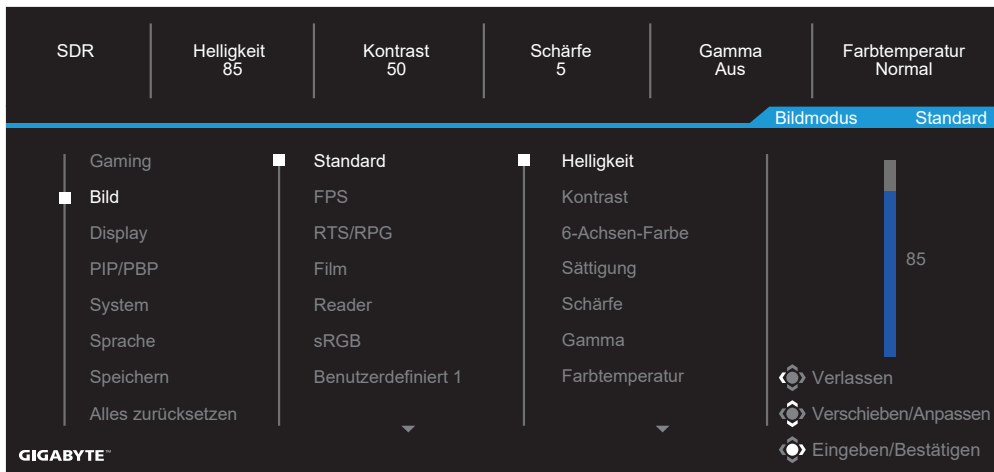 SDR
Helligkeit
85
Kontrast
50
Schärfe
5
Gamma
Aus
Farbtemperatur
Normal
Bildmodus Standard
Gaming
Bild
Display
PIP/PBP
System
Sprache
Speichern
Alles zurücksetzen
Standard
FPS
RTS/RPG
Film
Reader
sRGB
Benutzerdefiniert 1
Helligkeit
Kontrast
6-Achsen-Farbe
Sättigung
Schärfe
Gamma
Farbtemperatur
85
Verlassen
Verschieben/Anpassen
Eingeben/Bestätigen
GIGABYTE™